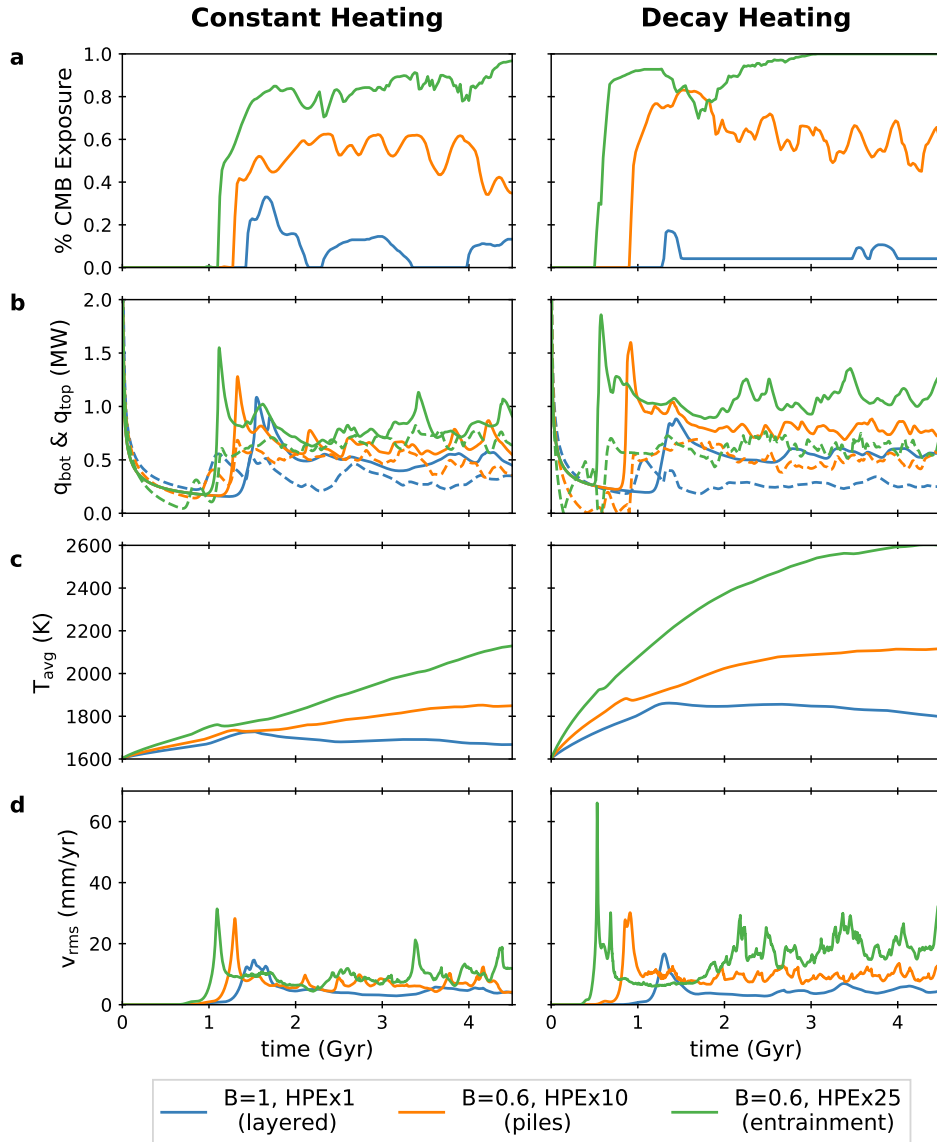 Constant Heating
Decay Heating
a
% CMB Exposure
1.0
0.8
0.6
0.4
0.2
0.0
b
q_bot & q_top (MW)
2.0
1.5
1.0
0.5
0.0
c
T_avg (K)
2600
2400
2200
2000
1800
1600
d
v_rms (mm/yr)
60
40
20
0
0 1 2 3 4
time (Gyr)
0 1 2 3 4
time (Gyr)
B=1, HPEx1
(layered)
B=0.6, HPEx10
(piles)
B=0.6, HPEx25
(entrainment)